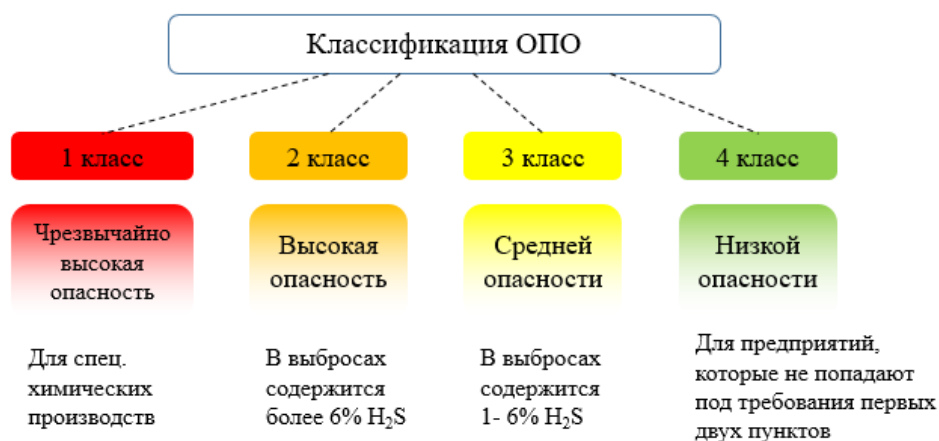 Классификация ОПО
1 класс
2 класс
3 класс
4 класс
Чрезвычайно
высокая
опасность
Высокая
опасность
Средней
опасности
Низкой
опасности
Для спец.
химических
производств
В выбросах
содержится
более 6% H₂S
В выбросах
содержится
1- 6% H₂S
Для предприятий,
которые не попадают
под требования первых
двух пунктов